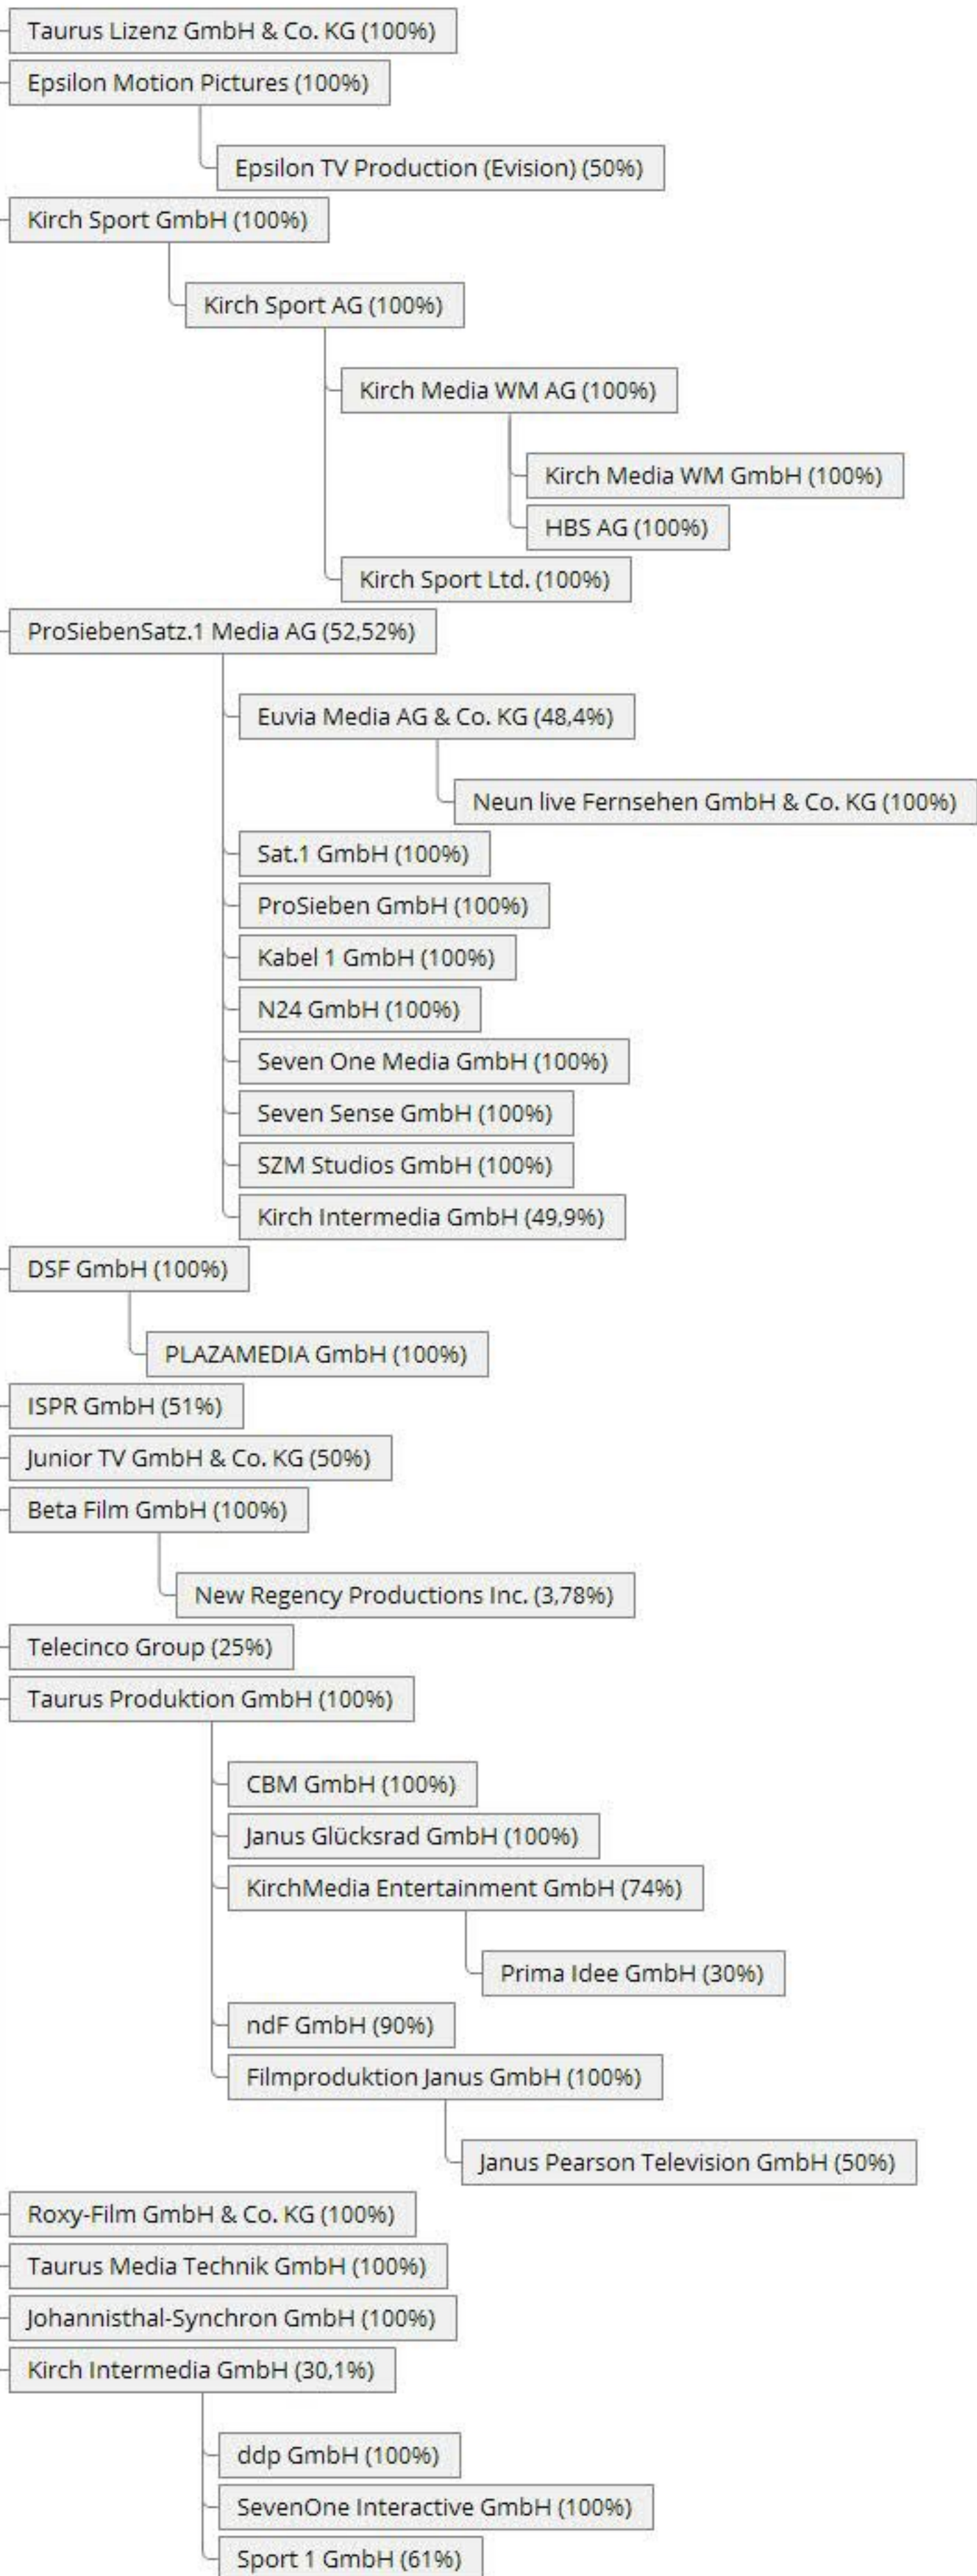 Taurus Lizenz GmbH & Co. KG (100%)
Epsilon Motion Pictures (100%)
Epsilon TV Production (Evision) (50%)
Kirch Sport GmbH (100%)
Kirch Sport AG (100%)
Kirch Media WM AG (100%)
Kirch Media WM GmbH (100%)
HBS AG (100%)
Kirch Sport Ltd. (100%)
ProSiebenSatz.1 Media AG (52,52%)
Euvia Media AG & Co. KG (48,4%)
Neun live Fernsehen GmbH & Co. KG (100%)
Sat.1 GmbH (100%)
ProSieben GmbH (100%)
Kabel 1 GmbH (100%)
N24 GmbH (100%)
Seven One Media GmbH (100%)
Seven Sense GmbH (100%)
SZM Studios GmbH (100%)
Kirch Intermedia GmbH (49,9%)
DSF GmbH (100%)
PLAZAMEDIA GmbH (100%)
ISPR GmbH (51%)
Junior TV GmbH & Co. KG (50%)
Beta Film GmbH (100%)
New Regency Productions Inc. (3,78%)
Telecinco Group (25%)
Taurus Produktion GmbH (100%)
CBM GmbH (100%)
Janus Glücksrad GmbH (100%)
KirchMedia Entertainment GmbH (74%)
Prima Idee GmbH (30%)
ndF GmbH (90%)
Filmproduktion Janus GmbH (100%)
Janus Pearson Television GmbH (50%)
Roxy-Film GmbH & Co. KG (100%)
Taurus Media Technik GmbH (100%)
Johannisthal-Synchron GmbH (100%)
Kirch Intermedia GmbH (30,1%)
ddp GmbH (100%)
SevenOne Interactive GmbH (100%)
Sport 1 GmbH (61%)